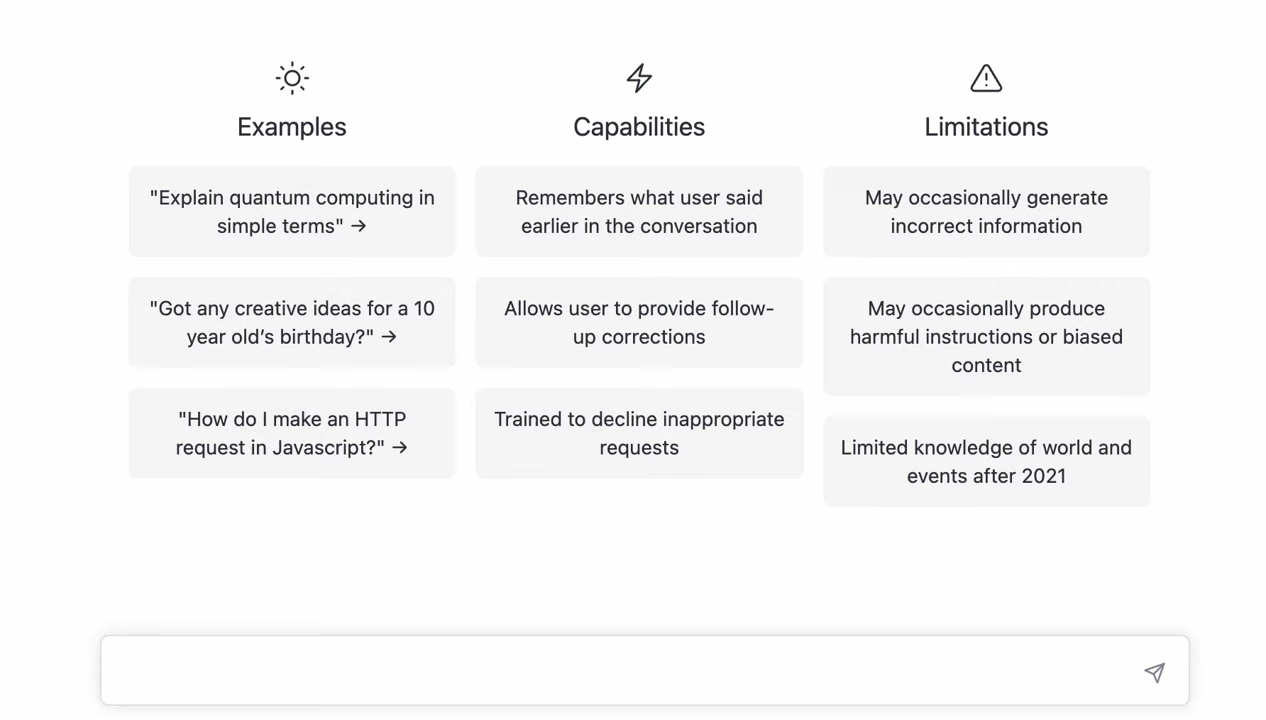 Examples
"Explain quantum computing in
simple terms" →
"Got any creative ideas for a 10
year old’s birthday?" →
"How do I make an HTTP
request in Javascript?" →
Capabilities
Remembers what user said
earlier in the conversation
Allows user to provide follow-
up corrections
Trained to decline inappropriate
requests
Limitations
May occasionally generate
incorrect information
May occasionally produce
harmful instructions or biased
content
Limited knowledge of world and
events after 2021